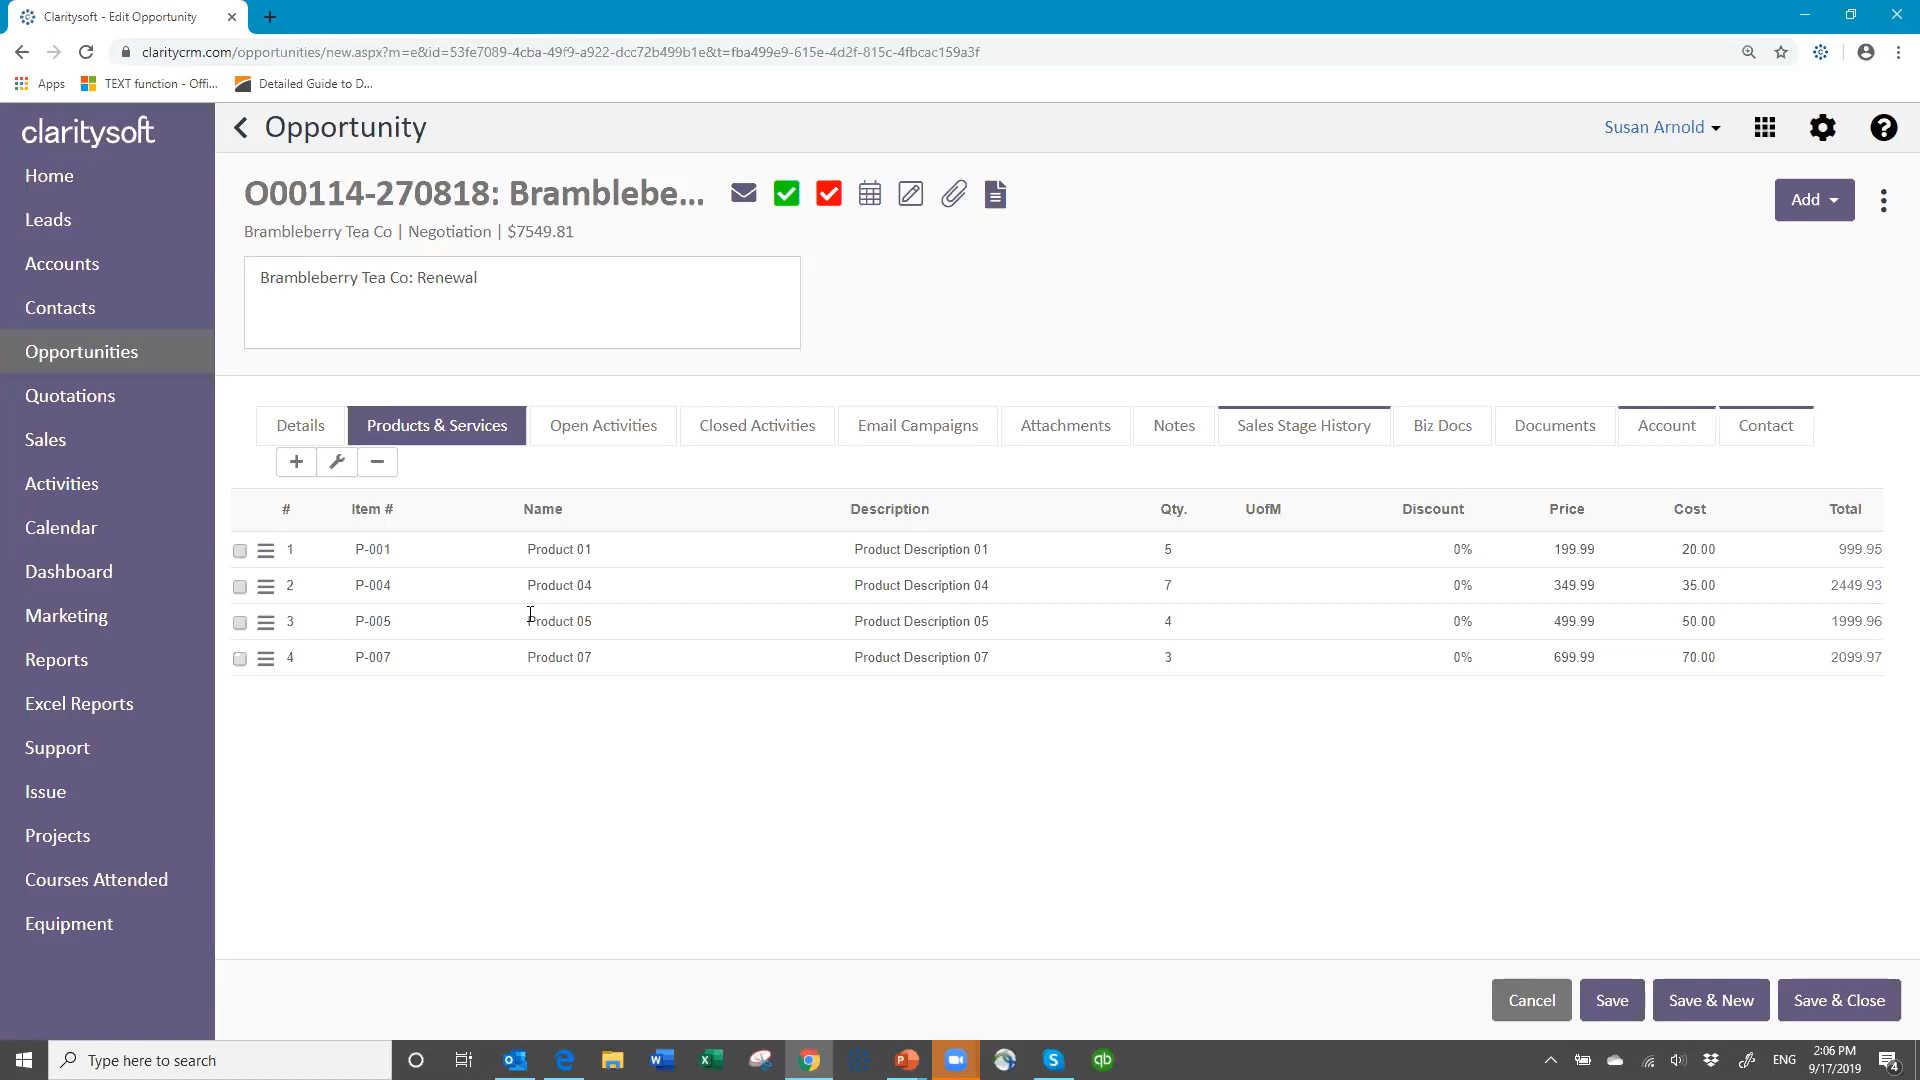 Claritysoft - Edit Opportunity
claritycrm.com/opportunities/new.aspx?m=e&id=53fe7089-4cba-49f9-a922-dcc72b499b1e&t=fba499e9-615e-4d2f-815c-4fbcac159a3f
Apps TEXT function - Offi... Detailed Guide to D...
claritysoft
Home
Leads
Accounts
Contacts
Opportunities
Quotations
Sales
Activities
Calendar
Dashboard
Marketing
Reports
Excel Reports
Support
Issue
Projects
Courses Attended
Equipment
Opportunity
Susan Arnold
O00114-270818: Bramblebe...
Add
Brambleberry Tea Co | Negotiation | $7549.81
Brambleberry Tea Co: Renewal
Details Products & Services Open Activities Closed Activities Email Campaigns Attachments Notes Sales Stage History Biz Docs Documents Account Contact
# Item # Name Description Qty. UofM Discount Price Cost Total
1 P-001 Product 01 Product Description 01 5 0% 199.99 20.00 999.95
2 P-004 Product 04 Product Description 04 7 0% 349.99 35.00 2449.93
3 P-005 Product 05 Product Description 05 4 0% 499.99 50.00 1999.96
4 P-007 Product 07 Product Description 07 3 0% 699.99 70.00 2099.97
Cancel Save Save & New Save & Close
Type here to search
ENG
2:06 PM
9/17/2019
4